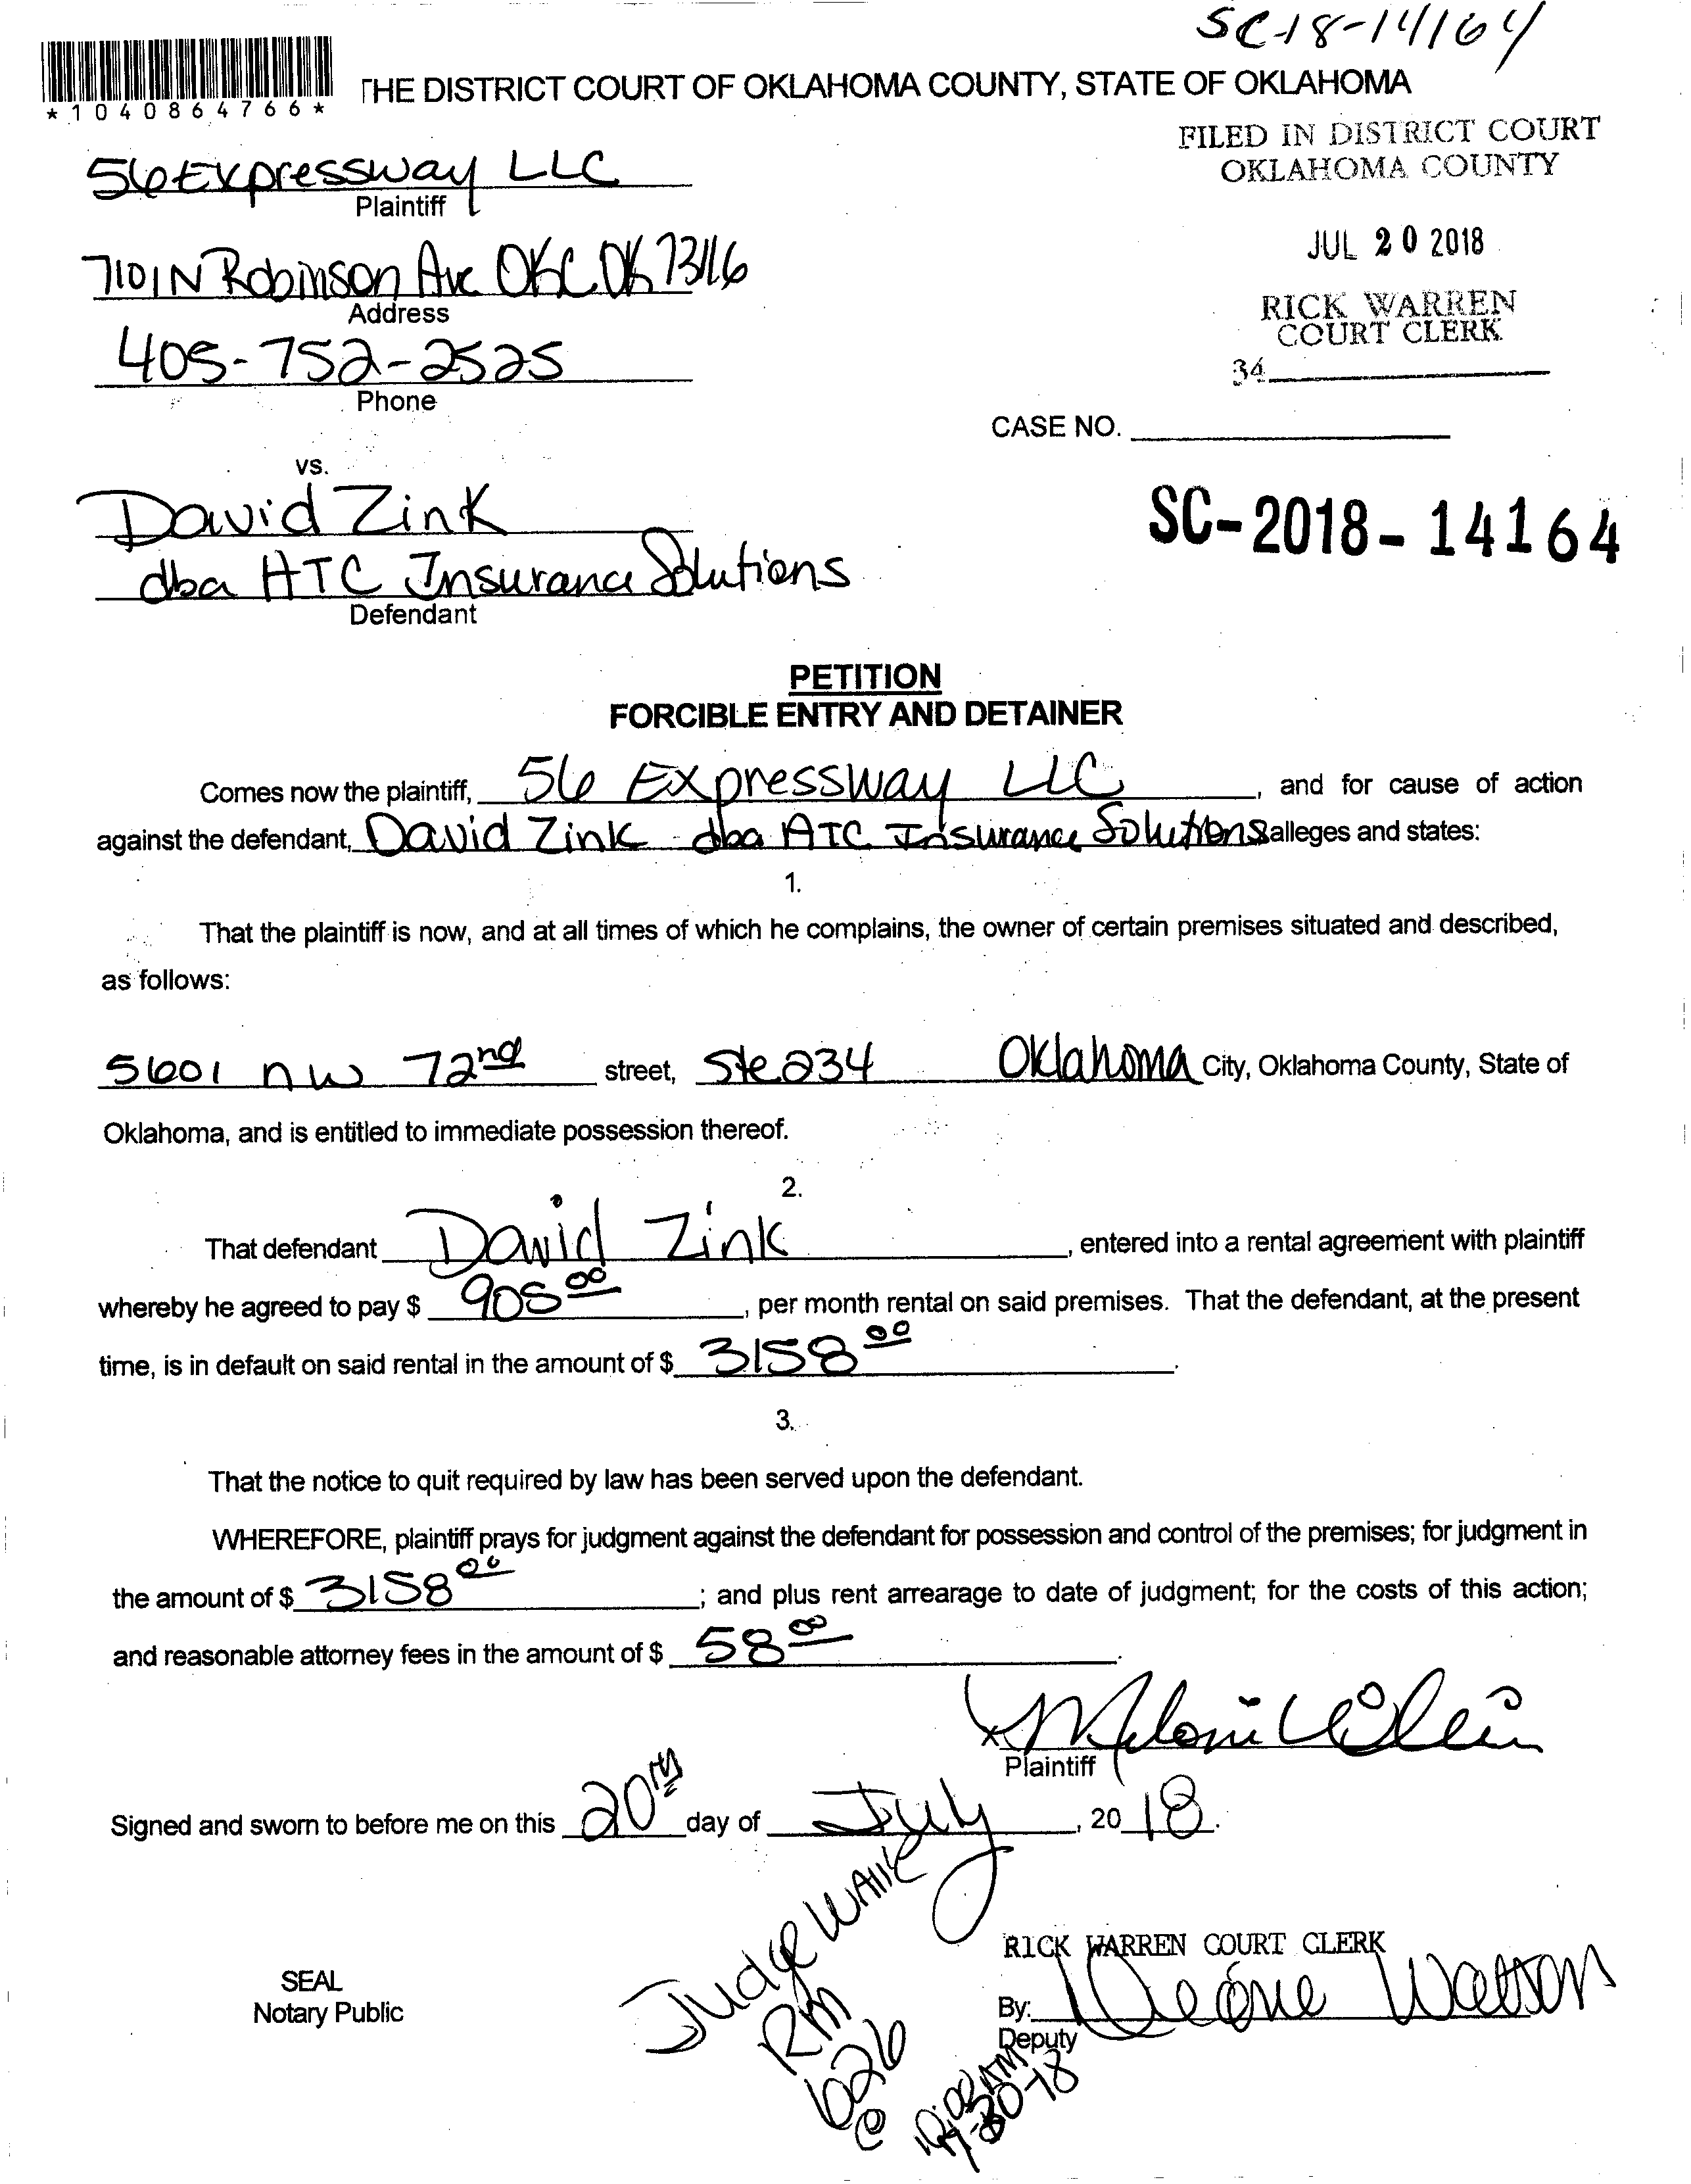 SC-18-14164
*1040864766*
THE DISTRICT COURT OF OKLAHOMA COUNTY, STATE OF OKLAHOMA
FILED IN DISTRICT COURT
OKLAHOMA COUNTY
JUL 20 2018
RICK WARREN
COURT CLERK
34
56 Expressway LLC
Plaintiff
7101 N Robinson Ave OKC OK 73116
Address
405-752-2525
Phone
CASE NO.
vs.
SC-2018-14164
David Zink
dba ATC Insurance Solutions
Defendant
PETITION
FORCIBLE ENTRY AND DETAINER
Comes now the plaintiff, 56 Expressway LLC, and for cause of action
against the defendant, David Zink dba ATC Insurance Solutions alleges and states:
1.
That the plaintiff is now, and at all times of which he complains, the owner of certain premises situated and described,
as follows:
5601 NW 72nd street, Ste 234 Oklahoma City, Oklahoma County, State of
Oklahoma, and is entitled to immediate possession thereof.
2.
That defendant David Zink, entered into a rental agreement with plaintiff
whereby he agreed to pay $ 905 00, per month rental on said premises. That the defendant, at the present
time, is in default on said rental in the amount of $ 3158 00.
3.
That the notice to quit required by law has been served upon the defendant.
WHEREFORE, plaintiff prays for judgment against the defendant for possession and control of the premises; for judgment in
the amount of $ 3158 00; and plus rent arrearage to date of judgment; for the costs of this action;
and reasonable attorney fees in the amount of $ 58 00.
x
Plaintiff
Signed and sworn to before me on this 20th day of July, 2018.
Judge Walke
Rm
626
@
RICK WARREN COURT CLERK
SEAL
Notary Public
By: Watson
Deputy